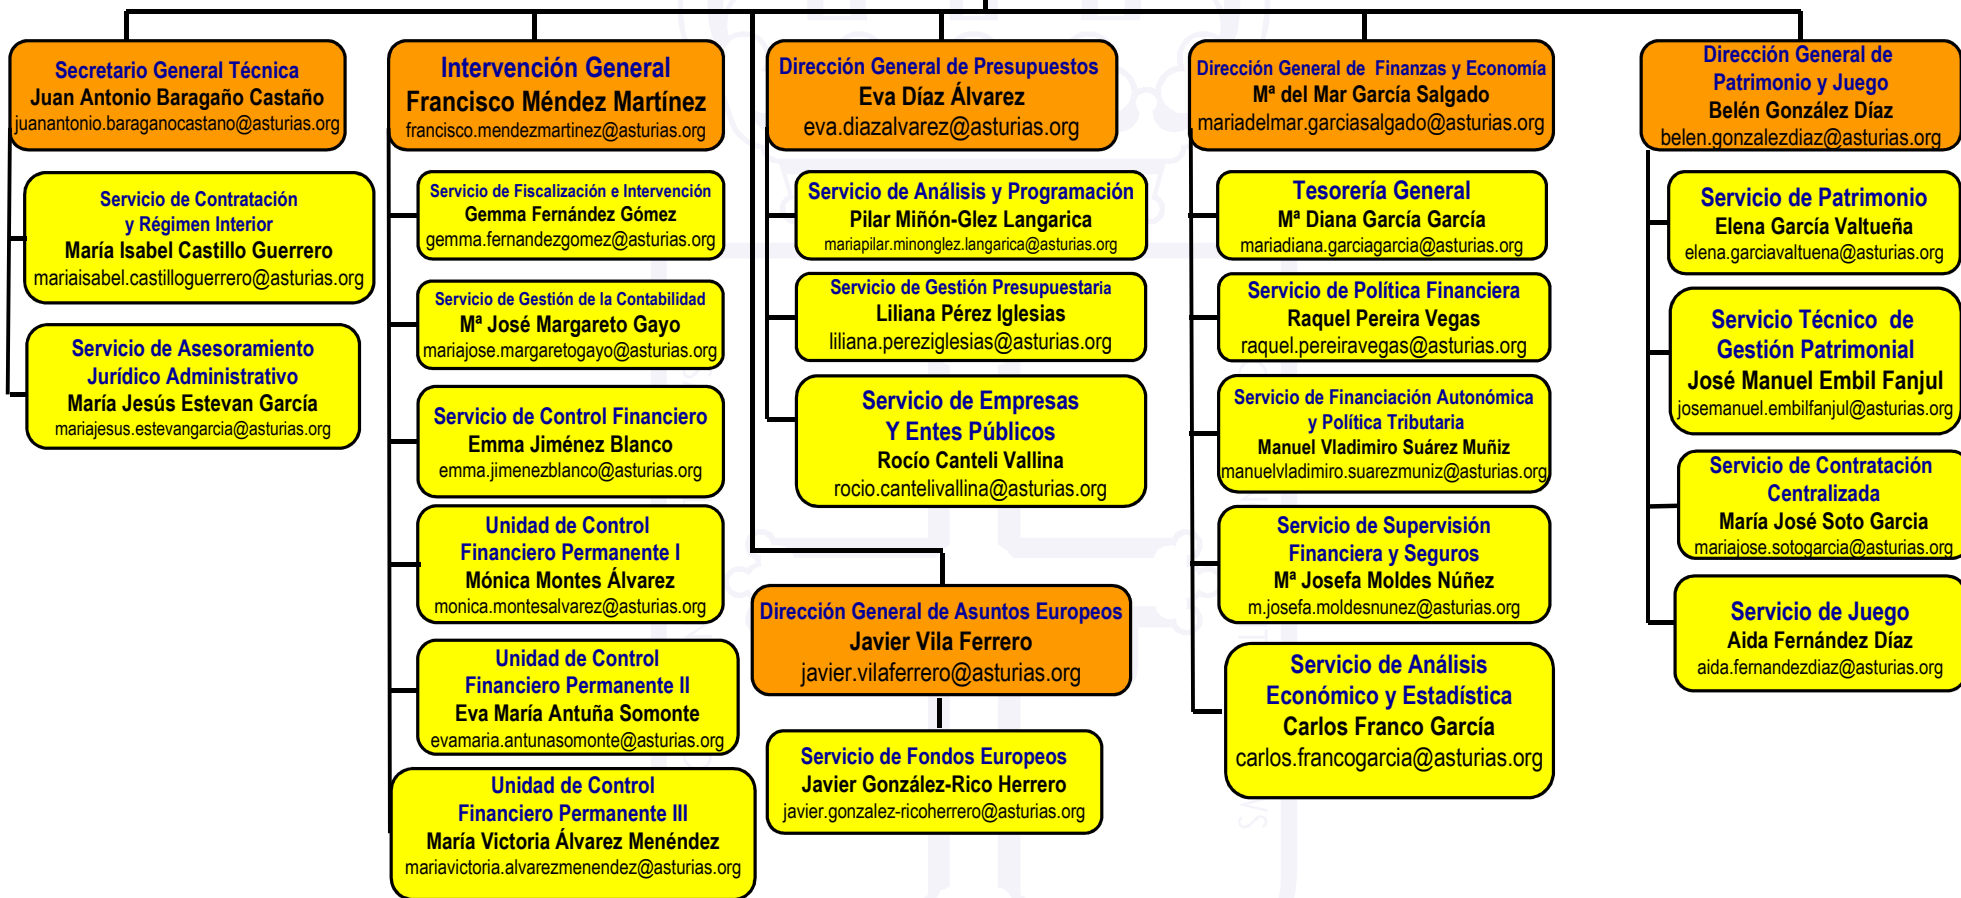 Secretario General Técnica
Juan Antonio Baragaño Castaño
juanantonio.baraganocastano@asturias.org
Servicio de Contratación
y Régimen Interior
María Isabel Castillo Guerrero
mariaisabel.castilloguerrero@asturias.org
Servicio de Asesoramiento
Jurídico Administrativo
María Jesús Estevan García
mariajesus.estevangarcia@asturias.org
Intervención General
Francisco Méndez Martínez
francisco.mendezmartinez@asturias.org
Servicio de Fiscalización e Intervención
Gemma Fernández Gómez
gemma.fernandezgomez@asturias.org
Servicio de Gestión de la Contabilidad
Mª José Margareto Gayo
mariajose.margaretogayo@asturias.org
Servicio de Control Financiero
Emma Jiménez Blanco
emma.jimenezblanco@asturias.org
Unidad de Control
Financiero Permanente I
Mónica Montes Álvarez
monica.montesalvarez@asturias.org
Unidad de Control
Financiero Permanente II
Eva María Antuña Somonte
evamaria.antunasomonte@asturias.org
Unidad de Control
Financiero Permanente III
María Victoria Álvarez Menéndez
mariavictoria.alvarezmenendez@asturias.org
Dirección General de Presupuestos
Eva Díaz Álvarez
eva.diazalvarez@asturias.org
Servicio de Análisis y Programación
Pilar Miñón-Glez Langarica
mariapilar.minonglez.langarica@asturias.org
Servicio de Gestión Presupuestaria
Liliana Pérez Iglesias
liliana.pereziglesias@asturias.org
Servicio de Empresas
Y Entes Públicos
Rocío Canteli Vallina
rocio.cantelivallina@asturias.org
Dirección General de Asuntos Europeos
Javier Vila Ferrero
javier.vilaferrero@asturias.org
Servicio de Fondos Europeos
Javier González-Rico Herrero
javier.gonzalez-ricoherrero@asturias.org
Dirección General de Finanzas y Economía
Mª del Mar García Salgado
mariadelmar.garciasalgado@asturias.org
Tesorería General
Mª Diana García García
mariadiana.garciagarcia@asturias.org
Servicio de Política Financiera
Raquel Pereira Vegas
raquel.pereiravegas@asturias.org
Servicio de Financiación Autonómica
y Política Tributaria
Manuel Vladimiro Suárez Muñiz
manuelvladimiro.suarezmuniz@asturias.org
Servicio de Supervisión
Financiera y Seguros
Mª Josefa Moldes Núñez
m.josefa.moldesnunez@asturias.org
Servicio de Análisis
Económico y Estadística
Carlos Franco García
carlos.francogarcia@asturias.org
Dirección General de
Patrimonio y Juego
Belén González Díaz
belen.gonzalezdiaz@asturias.org
Servicio de Patrimonio
Elena García Valtueña
elena.garciavaltuena@asturias.org
Servicio Técnico de
Gestión Patrimonial
José Manuel Embil Fanjul
josemanuel.embilfanjul@asturias.org
Servicio de Contratación
Centralizada
María José Soto Garcia
mariajose.sotogarcia@asturias.org
Servicio de Juego
Aida Fernández Díaz
aida.fernandezdiaz@asturias.org